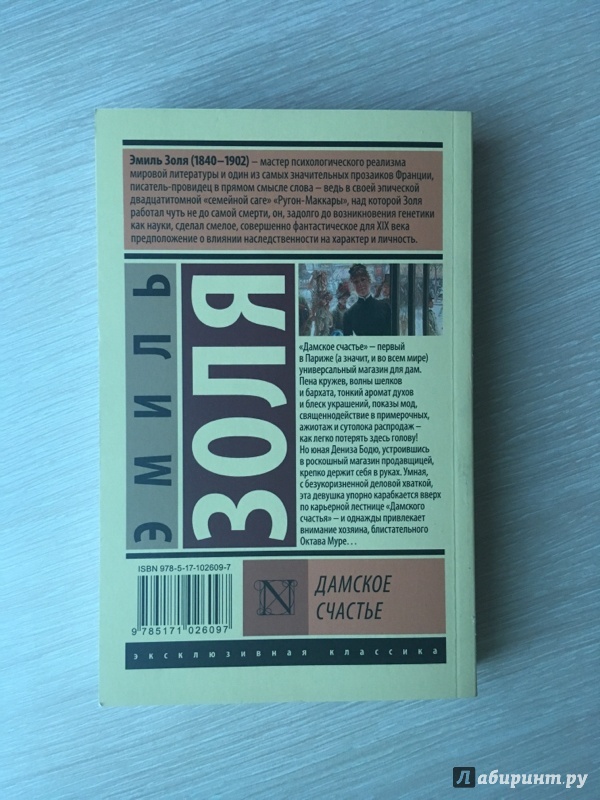 Эмиль Золя (1840–1902) – мастер психологического реализма
мировой литературы и один из самых значительных прозаиков Франции,
писатель-провидец в прямом смысле слова – ведь в своей эпической
двадцатитомной «семейной саге» «Ругон-Маккары», над которой Золя
работал чуть не до самой смерти, он, задолго до возникновения генетики
как науки, сделал смелое, совершенно фантастическое для XIX века
предположение о влиянии наследственности на характер и личность.
ЭМИЛЬ
ЗОЛЯ
«Дамское счастье» – первый
в Париже (а значит, и во всем мире)
универсальный магазин для дам.
Пена кружев, волны шелков
и бархата, тонкий аромат духов
и блеск украшений, показы мод,
священнодействие в примерочных,
ажиотаж и сутолока распродаж –
как легко потерять здесь голову!
Но юная Дениза Бодю, устроившись
в роскошный магазин продавщицей,
крепко держит себя в руках. Умная,
с безукоризненной деловой хваткой,
эта девушка упорно карабкается вверх
по карьерной лестнице «Дамского
счастья» – и однажды привлекает
внимание хозяина, блистательного
Октава Муре…
ISBN 978-5-17-102609-7
9 785171 026097
N
ДАМСКОЕ
СЧАСТЬЕ
эксклюзивная классика
Лабиринт.ру